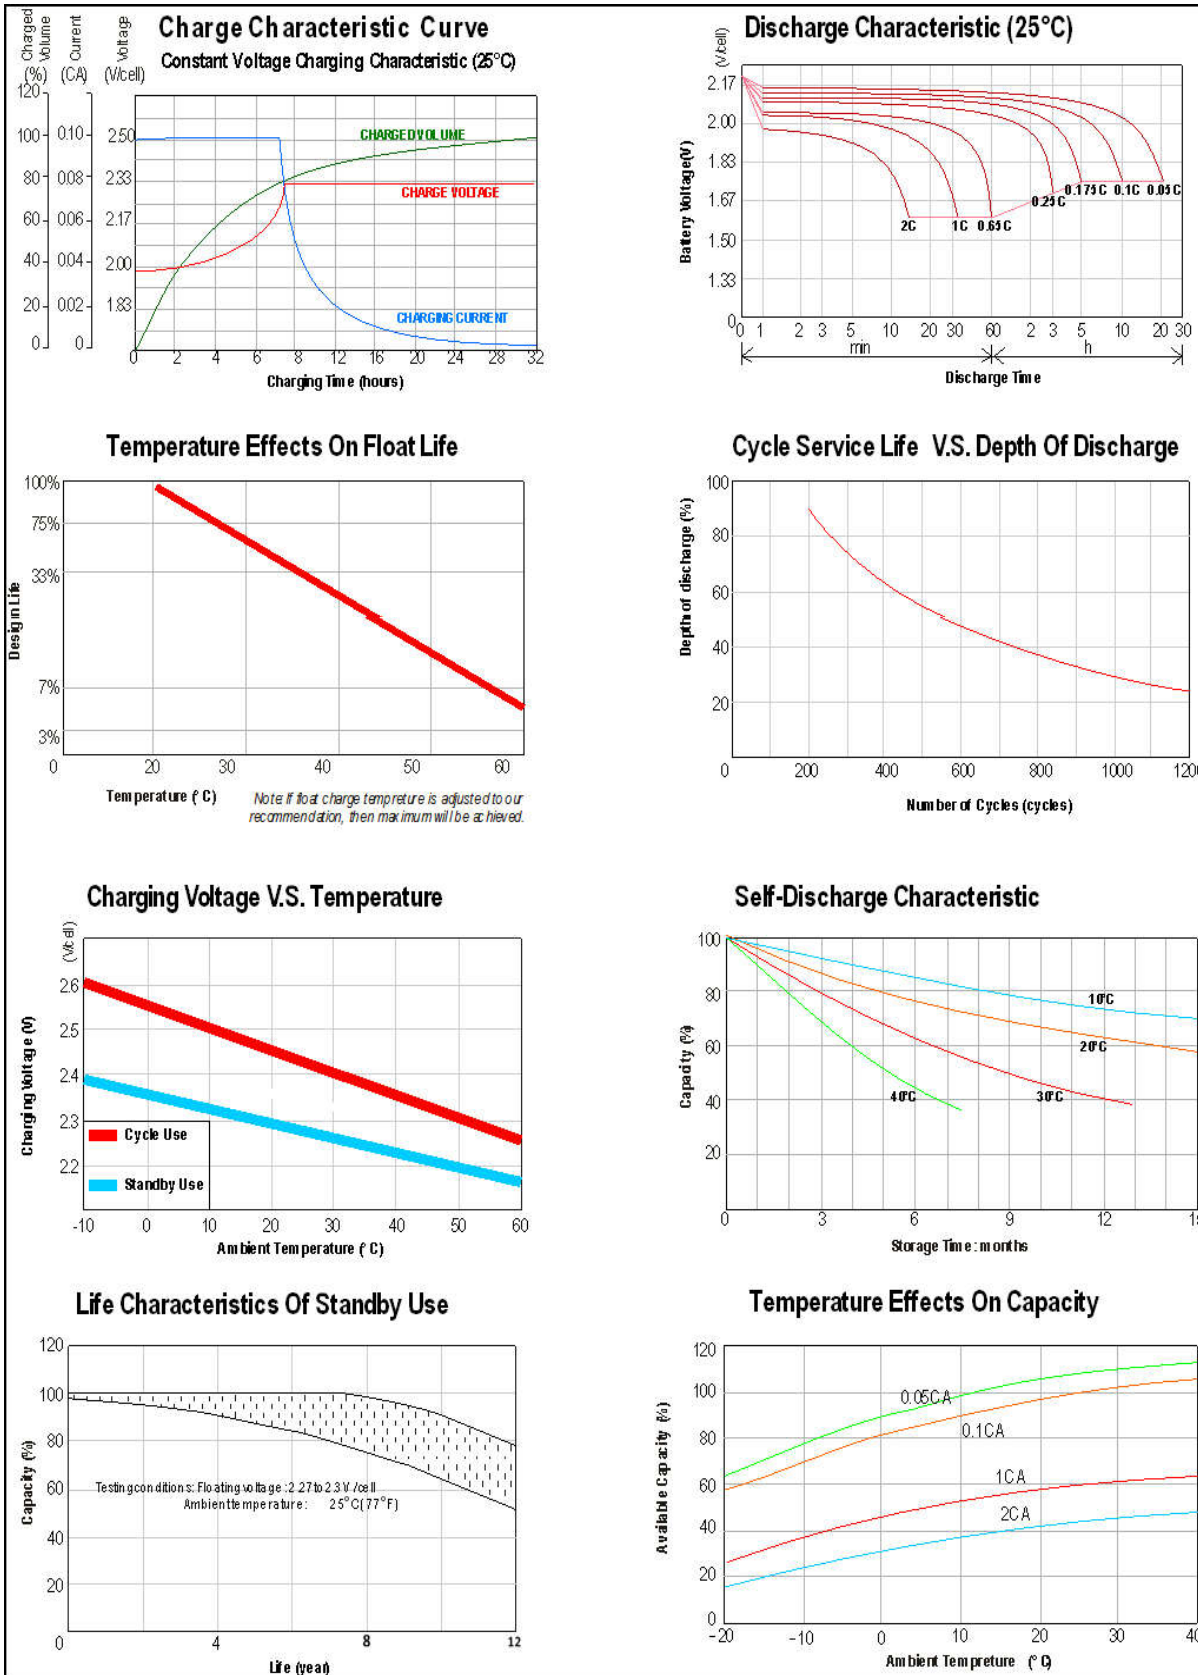 Charge Characteristic Curve
Constant Voltage Charging Characteristic (25°C)
Charged Volume (%)
Current (CA)
Voltage (V/cell)
120
100 0.10 2.50
80 0.08 2.33
60 0.06 2.17
40 0.04 2.00
20 0.02 1.83
0 0
CHARGED VOLUME
CHARGE VOLTAGE
CHARGING CURRENT
0 2 4 6 8 12 16 20 24 28 32
Charging Time (hours)
Discharge Characteristic (25°C)
(V/cell)
Battery Voltage(V)
2.17
2.00
1.83
1.67
1.50
1.33
0
2C 1C 0.65C 0.25C 0.175C 0.1C 0.05C
0 1 2 3 5 10 20 30 60 2 3 5 10 20 30
min h
Discharge Time
Temperature Effects On Float Life
Design in Life
100%
75%
33%
7%
3%
0 20 30 40 50 60
Temperature (°C)
Note: If float charge tempreture is adjusted to our
recommendation, then maximum will be achieved.
Cycle Service Life V.S. Depth Of Discharge
Depth of discharge (%)
100
80
60
40
20
0 200 400 600 800 1000 1200
Number of Cycles (cycles)
Charging Voltage V.S. Temperature
(V/cell)
Charging Voltage (V)
2.6
2.5
2.4
2.3
2.2
Cycle Use
Standby Use
-10 0 10 20 30 40 50 60
Ambient Temperature (°C)
Self-Discharge Characteristic
Capacity (%)
100
80
60
40
20
10°C
20°C
30°C
40°C
0 3 6 9 12
Storage Time: months
Life Characteristics Of Standby Use
Capacity (%)
120
100
80
60
40
20
0 4 8 12
Testing conditions: Floating voltage :2.27 to 2.3 V /cell
Ambient temperature : 25°C(77°F)
Life (year)
Temperature Effects On Capacity
Available Capacity (%)
120
100
80
60
40
20
0
0.05CA
0.1CA
1CA
2CA
-20 -10 0 10 20 30 40
Ambient Tempreture (°C)